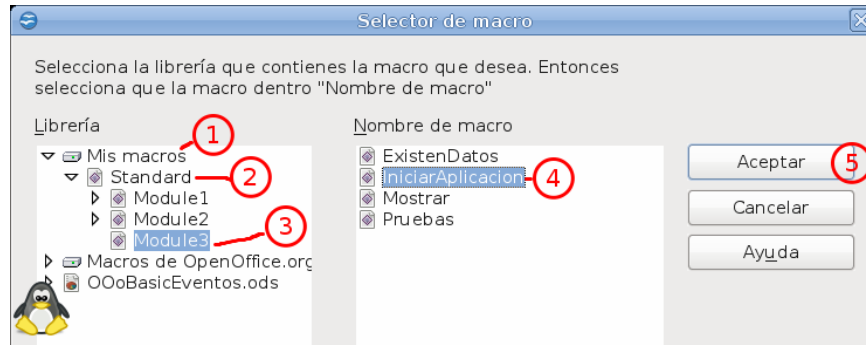 Selector de macro
Selecciona la librería que contienes la macro que desea. Entonces
selecciona que la macro dentro "Nombre de macro"
Librería
Nombre de macro
1
Mis macros
Standard
2
Module1
Module2
Module3
3
Macros de OpenOffice.org
OOoBasicEventos.ods
ExistenDatos
IniciarAplicacion
4
Mostrar
Pruebas
Aceptar
5
Cancelar
Ayuda